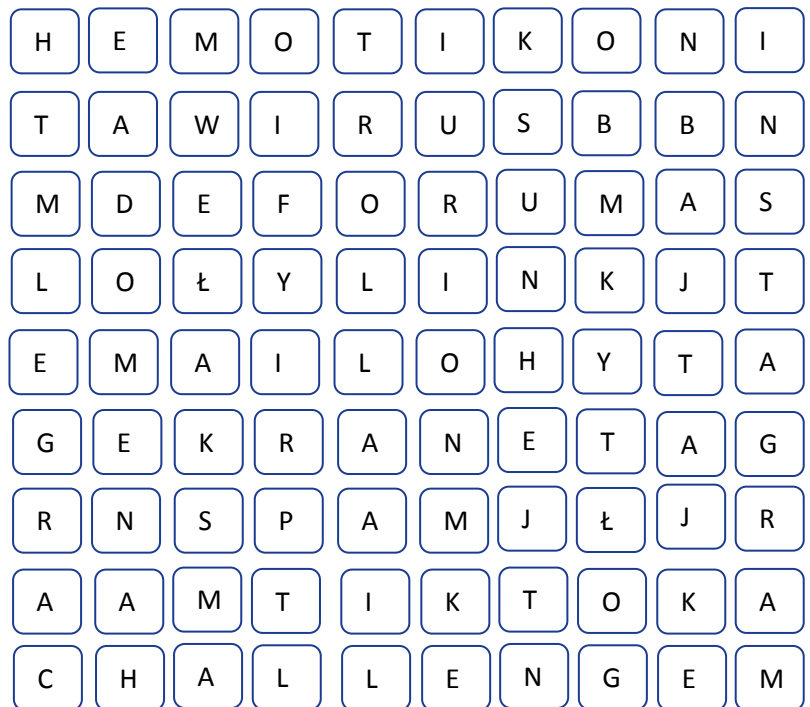 H E M O T I K O N I
T A W I R U S B B N
M D E F O R U M A S
L O Ł Y L I N K J T
E M A I L O H Y T A
G E K R A N E T A G
R N S P A M J Ł J R
A A M T I K T O K A
C H A L L E N G E M